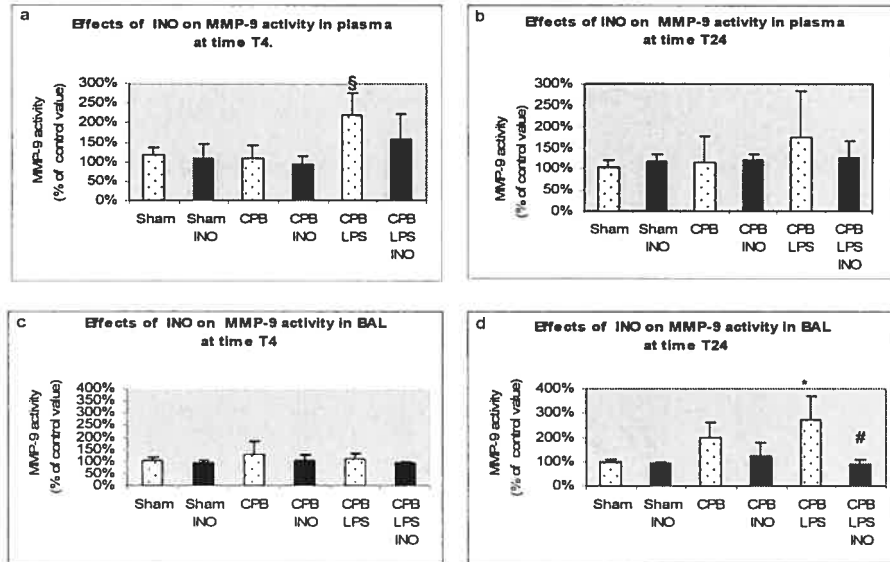 a
Effects of INO on MMP-9 activity in plasma
at time T4.
MMP-9 activity
(% of control value)
300%
250%
200%
150%
100%
50%
0%
§
Sham
Sham
INO
CPB
CPB
INO
CPB
LPS
CPB
LPS
INO
b
Effects of INO on MMP-9 activity in plasma
at time T24
MMP-9 activity
(% of control value)
300%
250%
200%
150%
100%
50%
0%
Sham
Sham
INO
CPB
CPB
INO
CPB
LPS
CPB
LPS
INO
c
Effects of INO on MMP-9 activity in BAL
at time T4
MMP-9 activity
(% of control value)
400%
350%
300%
250%
200%
150%
100%
50%
0%
Sham
Sham
INO
CPB
CPB
INO
CPB
LPS
CPB
LPS
INO
d
Effects of INO on MMP-9 activity in BAL
at time T24
MMP-9 activity
(% of control value)
400%
300%
200%
100%
0%
*
#
Sham
Sham
INO
CPB
CPB
INO
CPB
LPS
CPB
LPS
INO